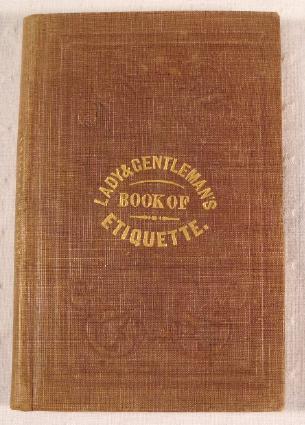 LADY & GENTLEMAN'S
BOOK OF
ETIQUETTE.